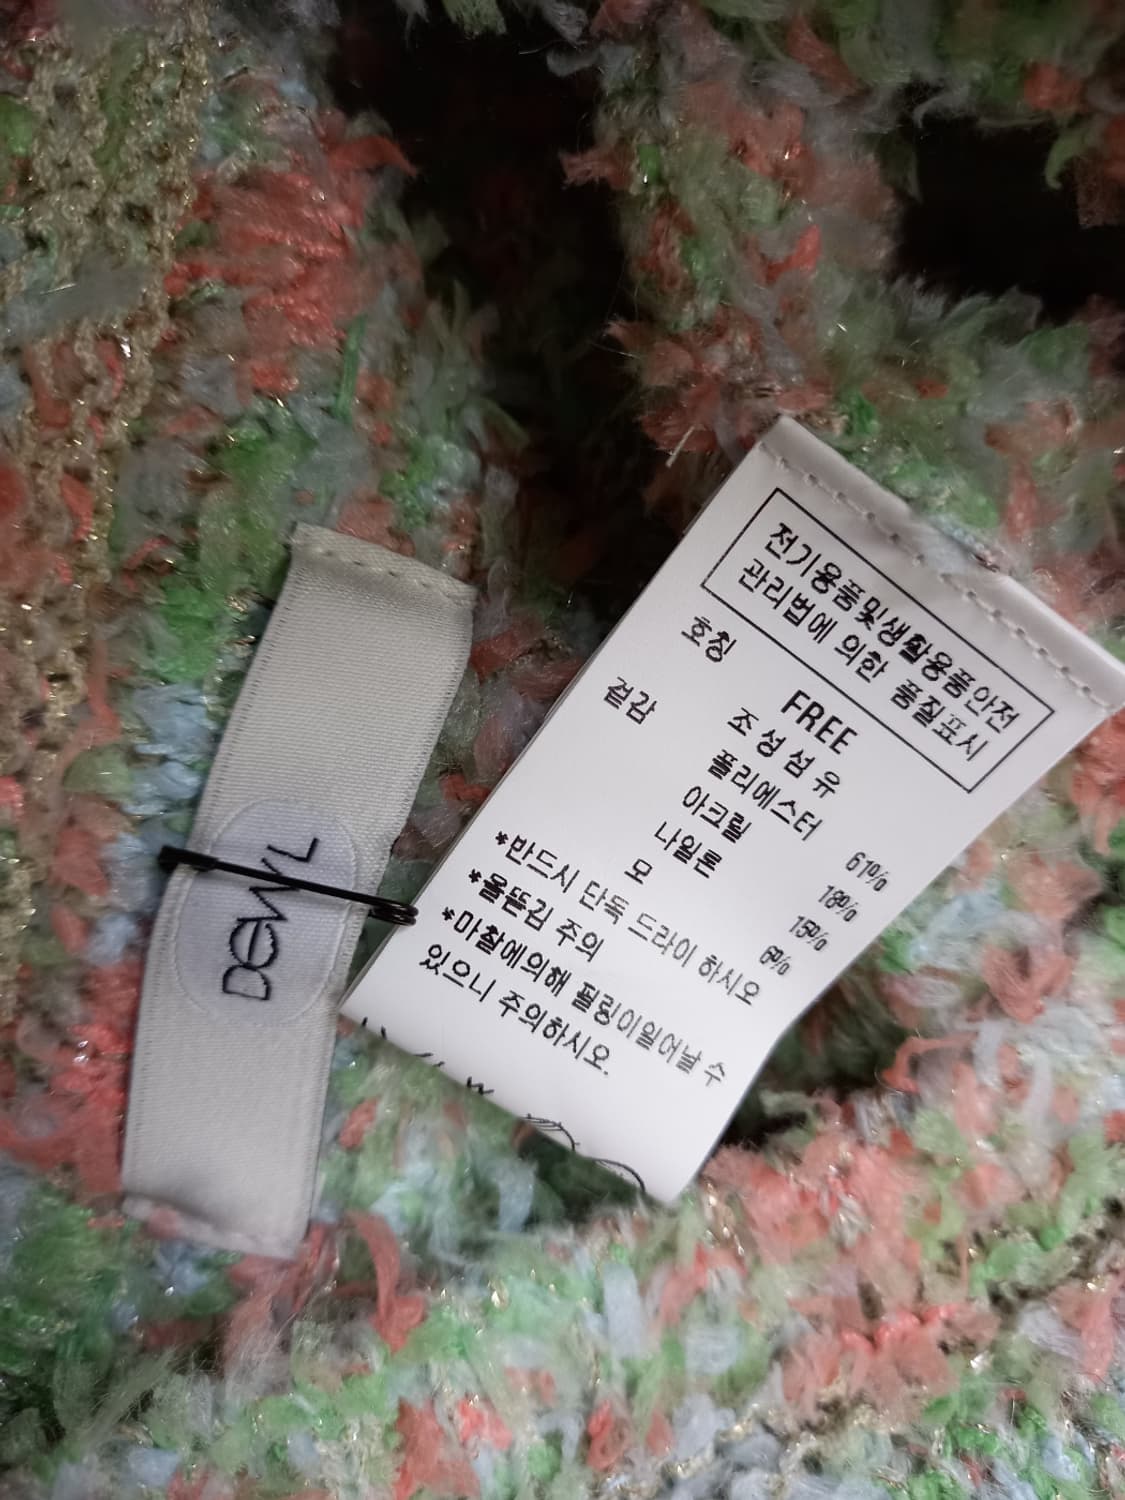 DEWL
전기용품및생활용품안전
관리법에 의한 품질표시
호칭 FREE
겉감 조성섬유
폴리에스터 61%
아크릴 18%
나일론 15%
모 6%
*반드시 단독 드라이 하시오
*올뜯김 주의
*마찰에의해 필링이일어날 수
있으니 주의하시오.